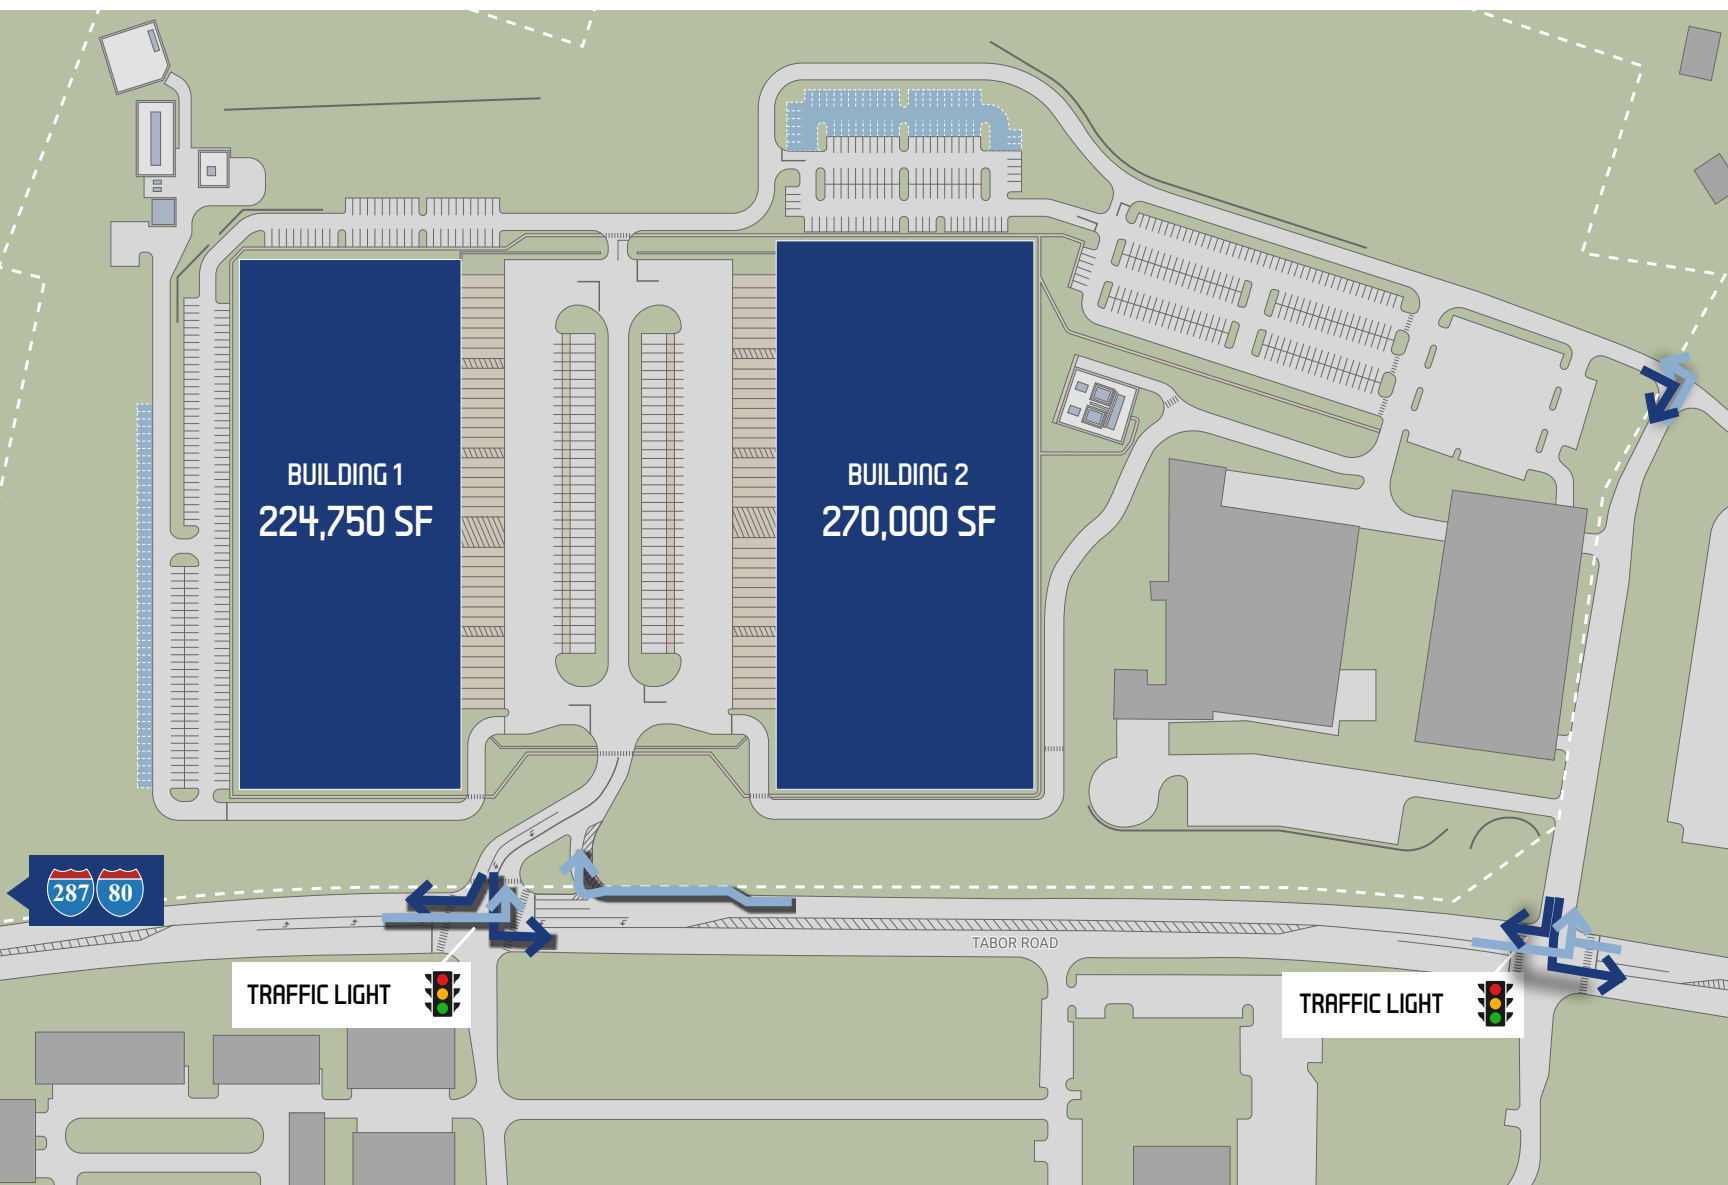 BUILDING 1
224,750 SF
BUILDING 2
270,000 SF
287 80
TABOR ROAD
TRAFFIC LIGHT
TRAFFIC LIGHT